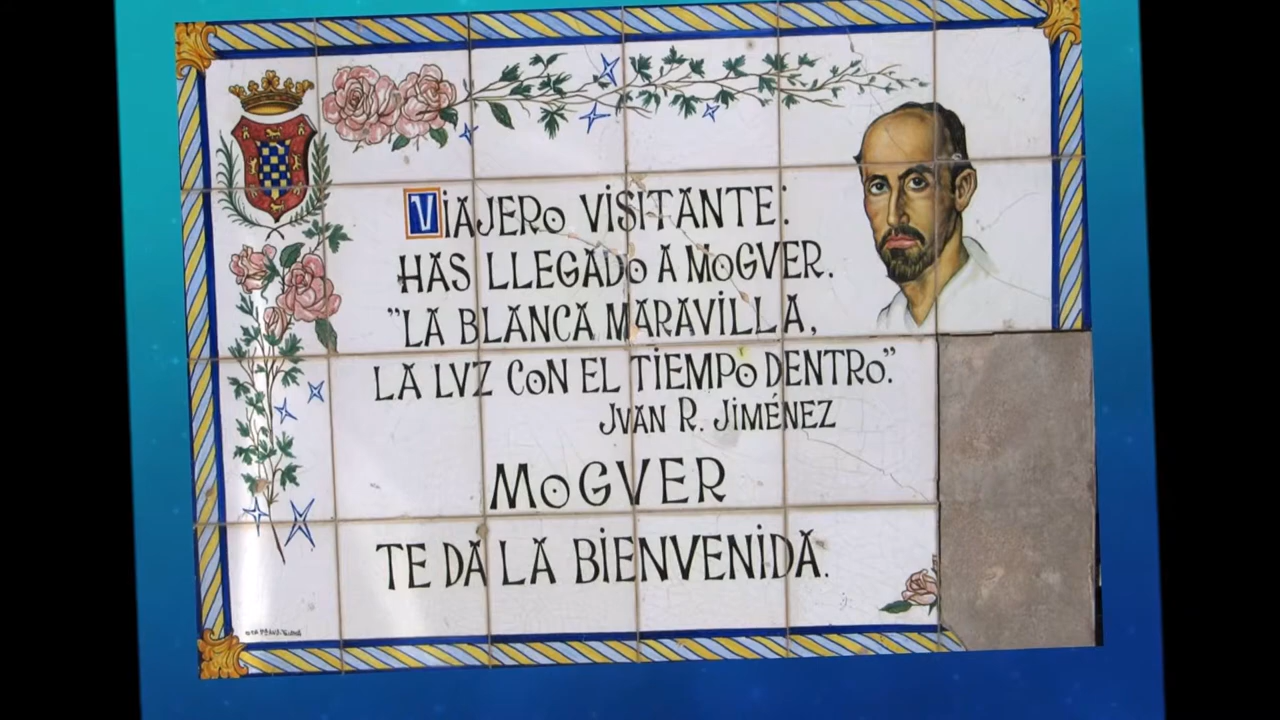 VIAJERO VISITANTE:
HAS LLEGADO A MOGVER.
"LA BLANCA MARAVILLA,
LA LVZ CON EL TIEMPO DENTRO".
JVAN R. JIMÉNEZ
MOGVER
TE DA LA BIENVENIDA.